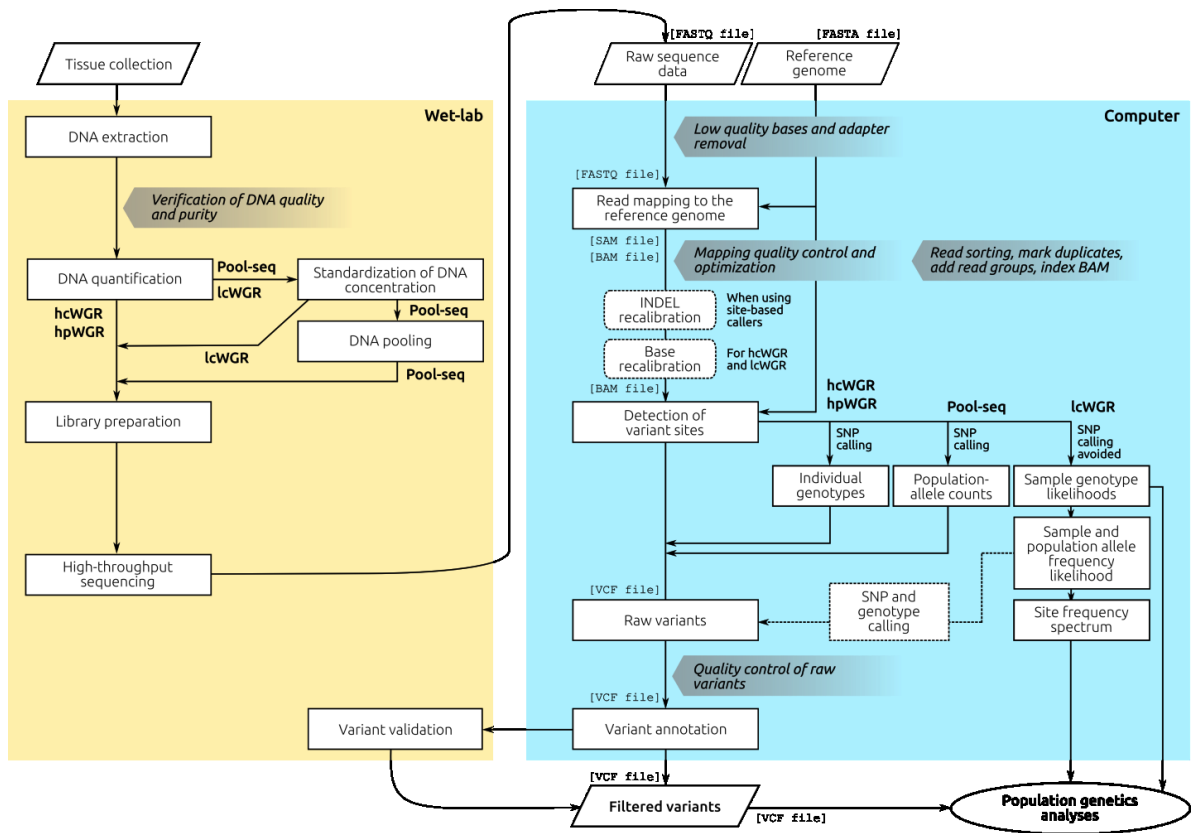 Tissue collection
Wet-lab
DNA extraction
Verification of DNA quality
and purity
DNA quantification
Pool-seq
lcWGR
Standardization of DNA
concentration
hcWGR
hpWGR
Pool-seq
DNA pooling
lcWGR
Pool-seq
Library preparation
High-throughput
sequencing
Variant validation
[FASTQ file]
[FASTA file]
Raw sequence
data
Reference
genome
Computer
Low quality bases and adapter
removal
[FASTQ file]
Read mapping to the
reference genome
[SAM file]
[BAM file]
Mapping quality control and
optimization
Read sorting, mark duplicates,
add read groups, index BAM
INDEL
recalibration
When using
site-based
callers
Base
recalibration
For hcWGR
and lcWGR
[BAM file]
Detection of
variant sites
hcWGR
hpWGR
Pool-seq
lcWGR
SNP
calling
SNP
calling
SNP
calling
avoided
Individual
genotypes
Population-
allele counts
Sample genotype
likelihoods
Sample and
population allele
frequency
likelihood
[VCF file]
Raw variants
SNP and
genotype
calling
Site frequency
spectrum
Quality control of raw
variants
[VCF file]
Variant annotation
[VCF file]
Filtered variants
[VCF file]
Population genetics
analyses